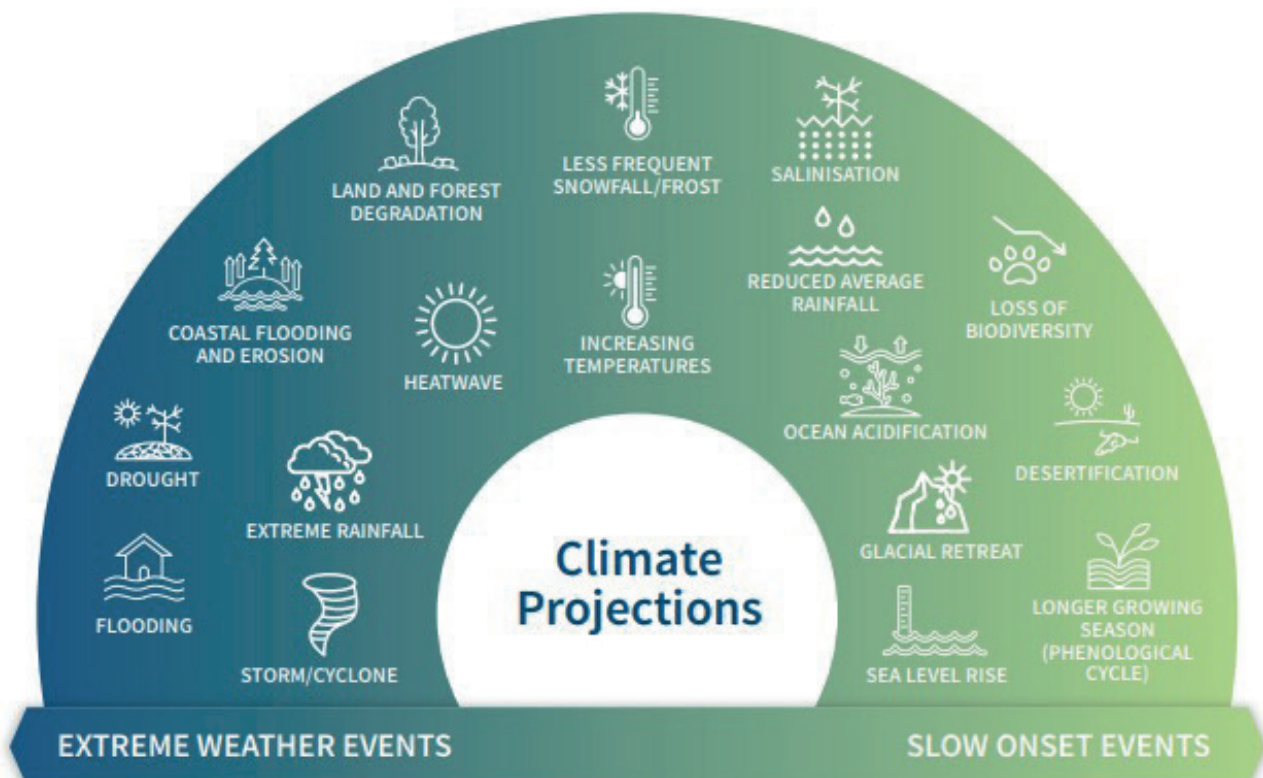 LAND AND FOREST
DEGRADATION
LESS FREQUENT
SNOWFALL/FROST
SALINISATION
COASTAL FLOODING
AND EROSION
HEATWAVE
INCREASING
TEMPERATURES
REDUCED AVERAGE
RAINFALL
LOSS OF
BIODIVERSITY
DROUGHT
EXTREME RAINFALL
OCEAN ACIDIFICATION
DESERTIFICATION
FLOODING
STORM/CYCLONE
Climate
Projections
GLACIAL RETREAT
SEA LEVEL RISE
LONGER GROWING
SEASON
(PHENOLOGICAL
CYCLE)
EXTREME WEATHER EVENTS
SLOW ONSET EVENTS